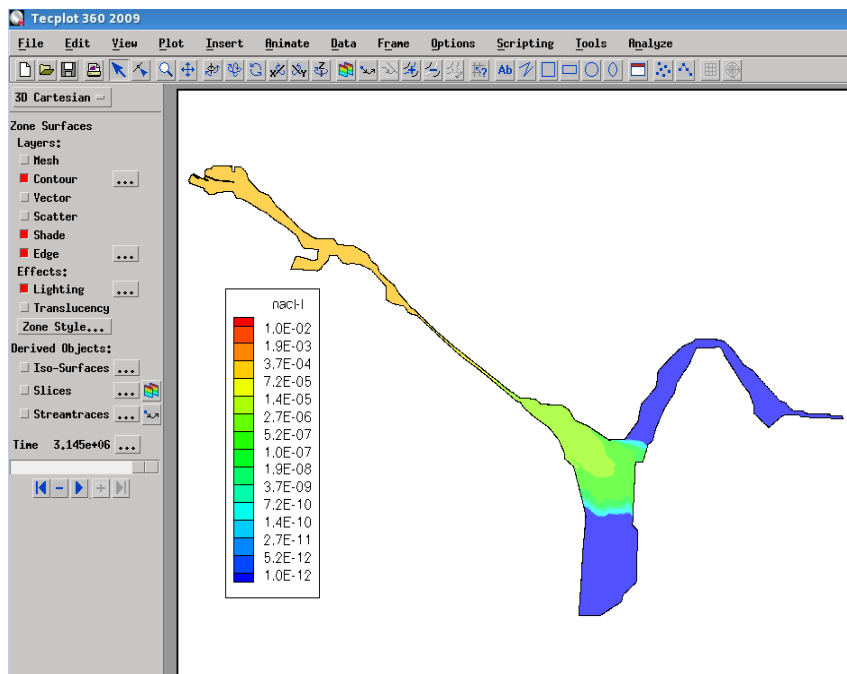 Tecplot 360 2009
File Edit View Plot Insert Animate Data Frame Options Scripting Tools Analyze
Ab
3D Cartesian
Zone Surfaces
Layers:
Mesh
Contour ...
Vector
Scatter
Shade
Edge ...
Effects:
Lighting ...
Translucency
Zone Style...
Derived Objects:
Iso-Surfaces ...
Slices ...
Streamtraces ...
Time 3.145e+06 ...
nacl-l
1.0E-02
1.9E-03
3.7E-04
7.2E-05
1.4E-05
2.7E-06
5.2E-07
1.0E-07
1.9E-08
3.7E-09
7.2E-10
1.4E-10
2.7E-11
5.2E-12
1.0E-12